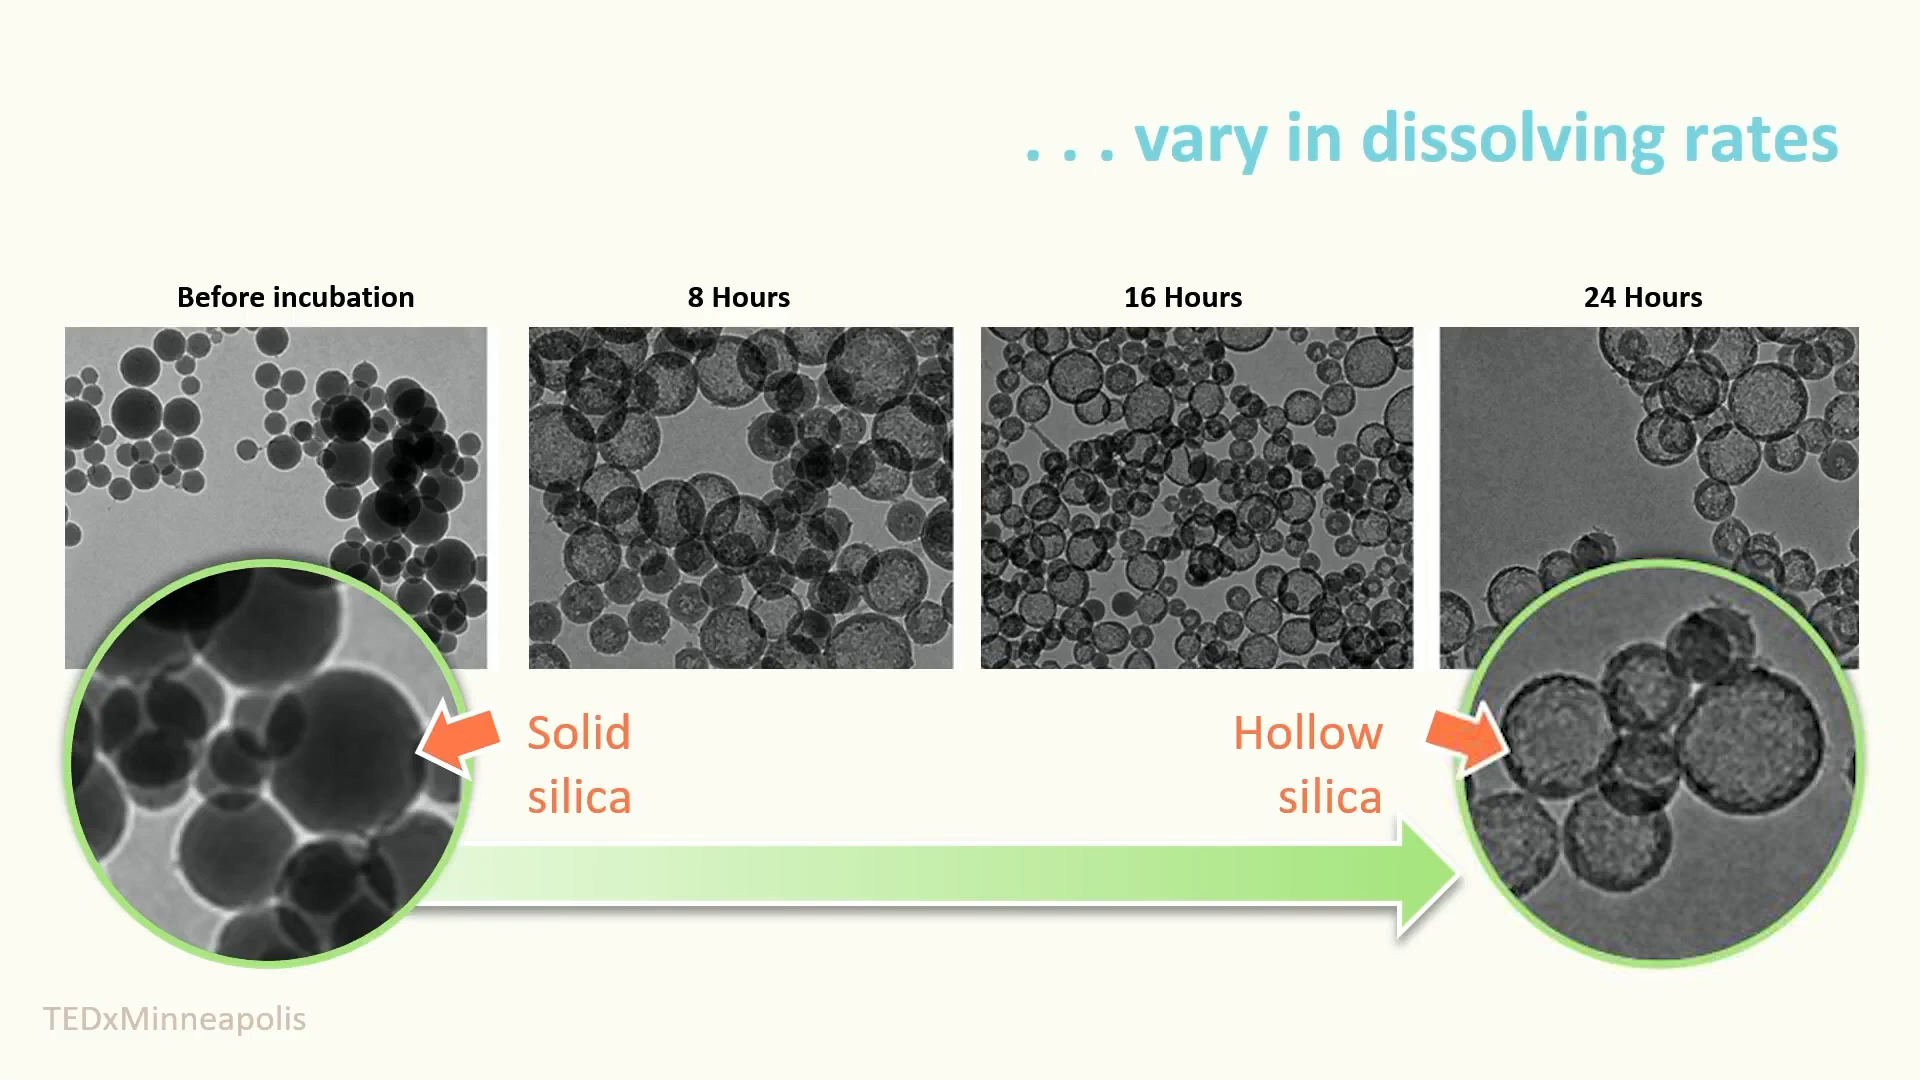 . . . vary in dissolving rates
Before incubation
8 Hours
16 Hours
24 Hours
Solid
silica
Hollow
silica
TEDxMinneapolis